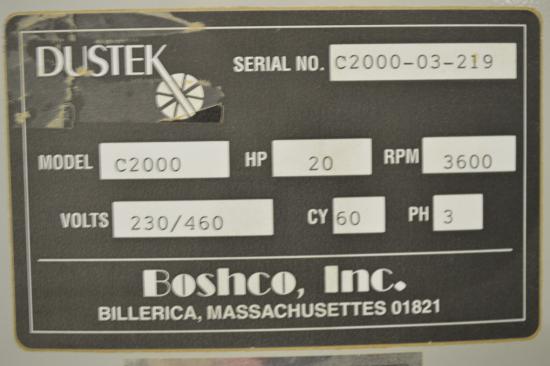 DUSTEK SERIAL NO. C2000-03-219
MODEL C2000 HP 20 RPM 3600
VOLTS 230/460 CY 60 PH 3
Boshco, Inc.
BILLERICA, MASSACHUSETTES 01821